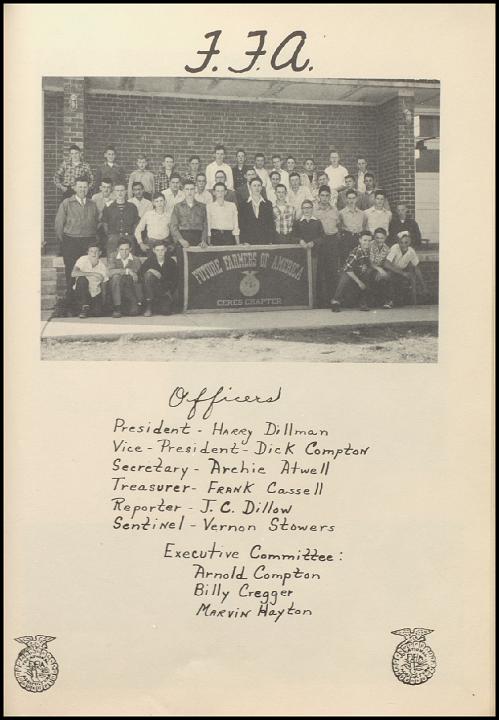 F.F.A.
FUTURE FARMERS OF AMERICA
CERES CHAPTER
Officers
President - Harry Dillman
Vice - President - Dick Compton
Secretary - Archie Atwell
Treasurer - Frank Cassell
Reporter - J. C. Dillow
Sentinel - Vernon Stowers
Executive Committee:
Arnold Compton
Billy Cregger
Marvin Hayton